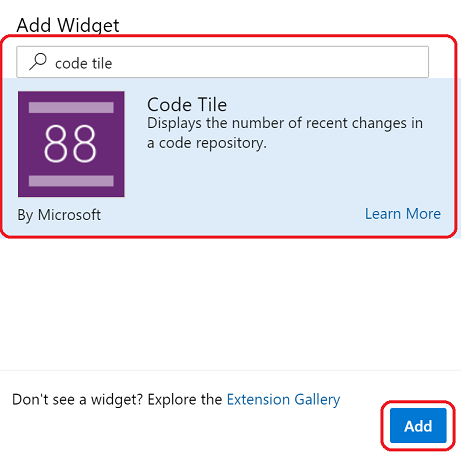 Add Widget
code tile
88
Code Tile
Displays the number of recent changes in
a code repository.
By Microsoft
Learn More
Don't see a widget? Explore the Extension Gallery
Add